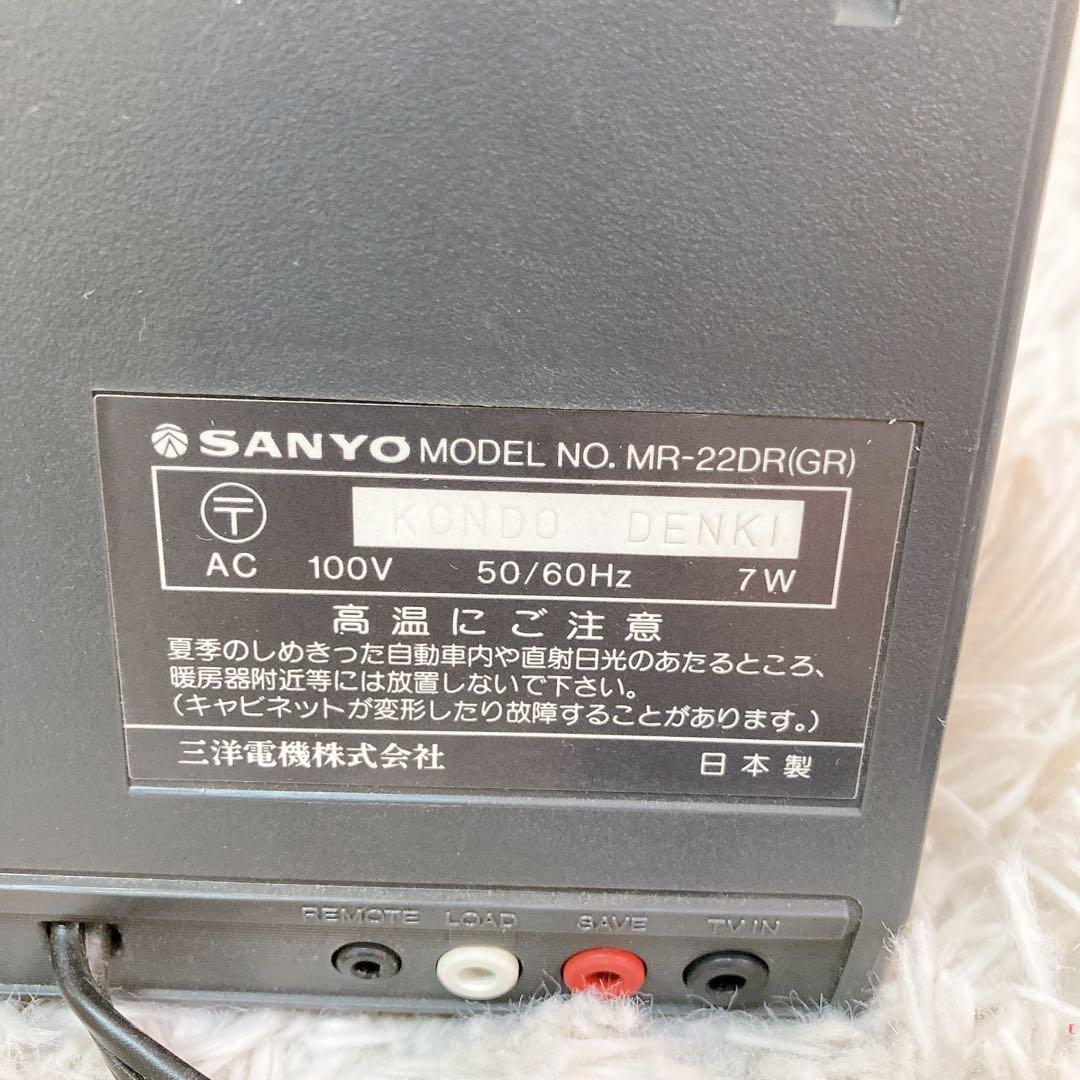 SANYO MODEL NO. MR-22DR(GR)
〒 KONDO DENKI
AC 100V 50/60Hz 7W
高温にご注意
夏季のしめきった自動車内や直射日光のあたるところ、
暖房器附近等には放置しないで下さい。
(キャビネットが変形したり故障することがあります。)
三洋電機株式会社 日本製
REMOTE LOAD SAVE TV IN